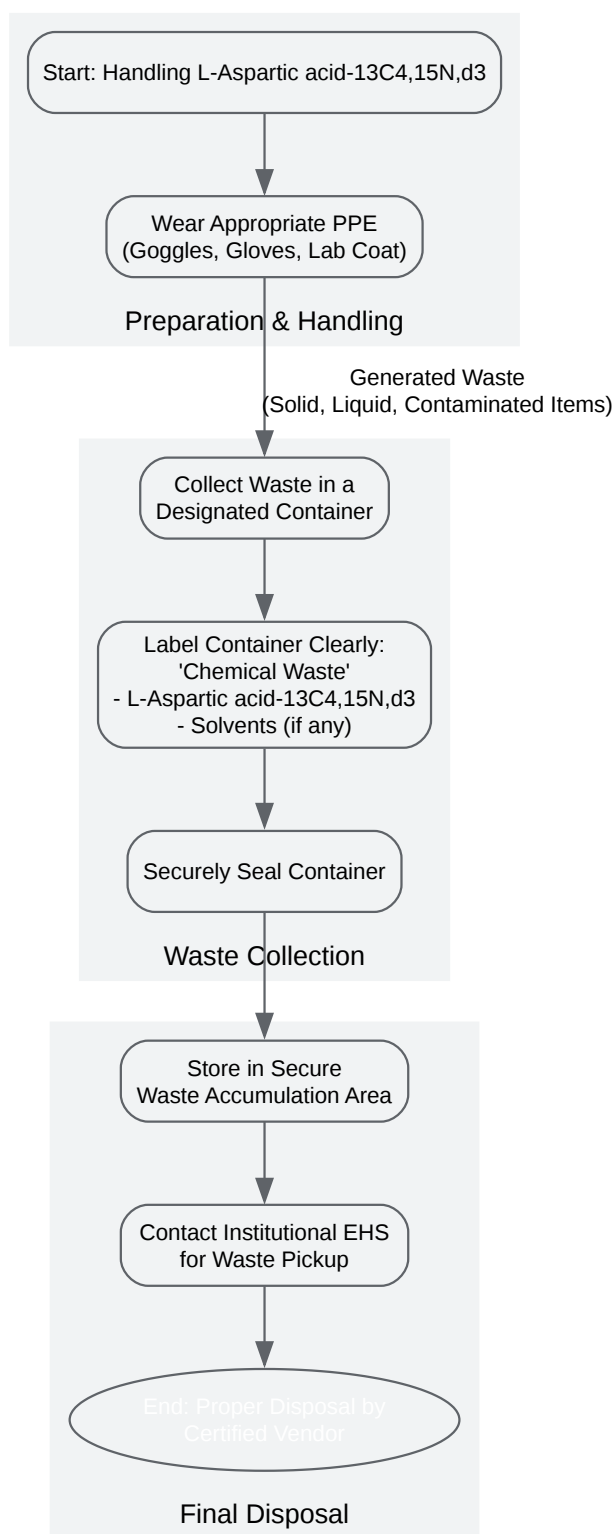 Start: Handling L-Aspartic acid-13C4,15N,d3
Wear Appropriate PPE
(Goggles, Gloves, Lab Coat)
Preparation & Handling
Generated Waste
(Solid, Liquid, Contaminated Items)
Collect Waste in a
Designated Container
Label Container Clearly:
'Chemical Waste'
- L-Aspartic acid-13C4,15N,d3
- Solvents (if any)
Securely Seal Container
Waste Collection
Store in Secure
Waste Accumulation Area
Contact Institutional EHS
for Waste Pickup
End: Proper Disposal by
Certified Vendor
Final Disposal